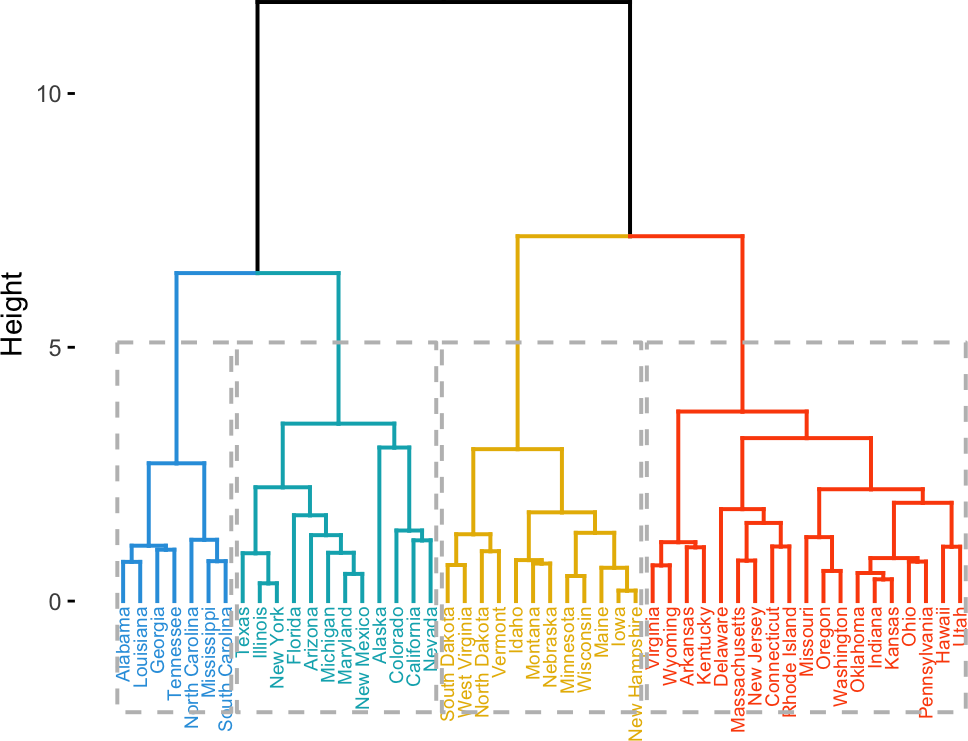 10
Height
5
0
Alabama
Louisiana
Georgia
Tennessee
North Carolina
Mississippi
South Carolina
Texas
Illinois
New York
Florida
Arizona
Michigan
Maryland
New Mexico
Alaska
Colorado
California
Nevada
South Dakota
West Virginia
North Dakota
Vermont
Idaho
Montana
Nebraska
Minnesota
Wisconsin
Maine
Iowa
New Hampshire
Virginia
Wyoming
Arkansas
Kentucky
Delaware
Massachusetts
New Jersey
Connecticut
Rhode Island
Missouri
Oregon
Washington
Oklahoma
Indiana
Kansas
Ohio
Pennsylvania
Hawaii
Utah